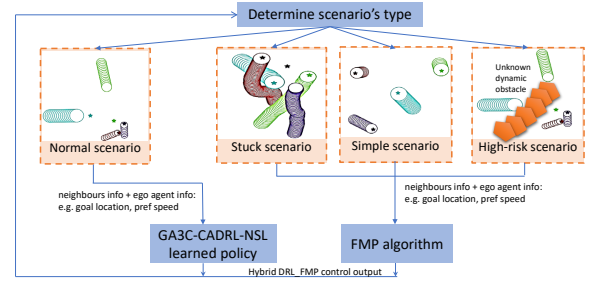 Determine scenario's type
Unknown
dynamic
obstacle
Normal scenario
Stuck scenario
Simple scenario
High-risk scenario
neighbours info + ego agent info:
e.g. goal location, pref speed
neighbours info + ego agent info:
e.g. goal location, pref speed
GA3C-CADRL-NSL
learned policy
FMP algorithm
Hybrid DRL_FMP control output